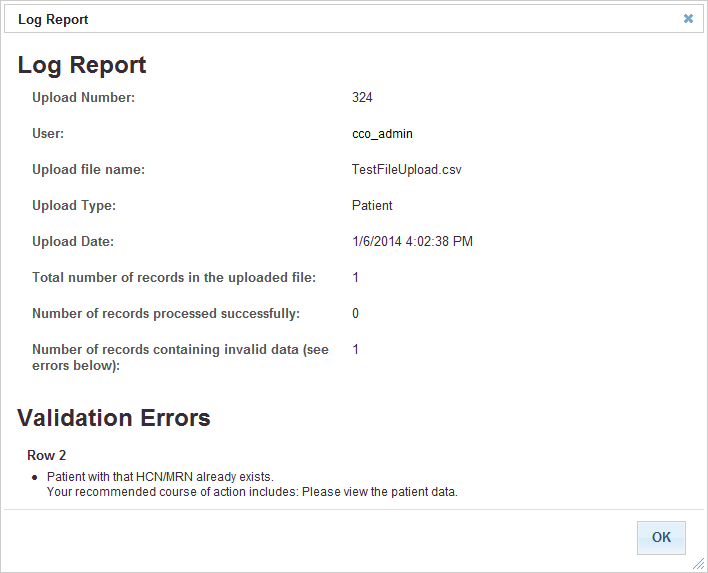 Log Report
Log Report
Upload Number: 324
User: cco_admin
Upload file name: TestFileUpload.csv
Upload Type: Patient
Upload Date: 1/6/2014 4:02:38 PM
Total number of records in the uploaded file: 1
Number of records processed successfully: 0
Number of records containing invalid data (see 1
errors below):
Validation Errors
Row 2
• Patient with that HCN/MRN already exists.
Your recommended course of action includes: Please view the patient data.
OK